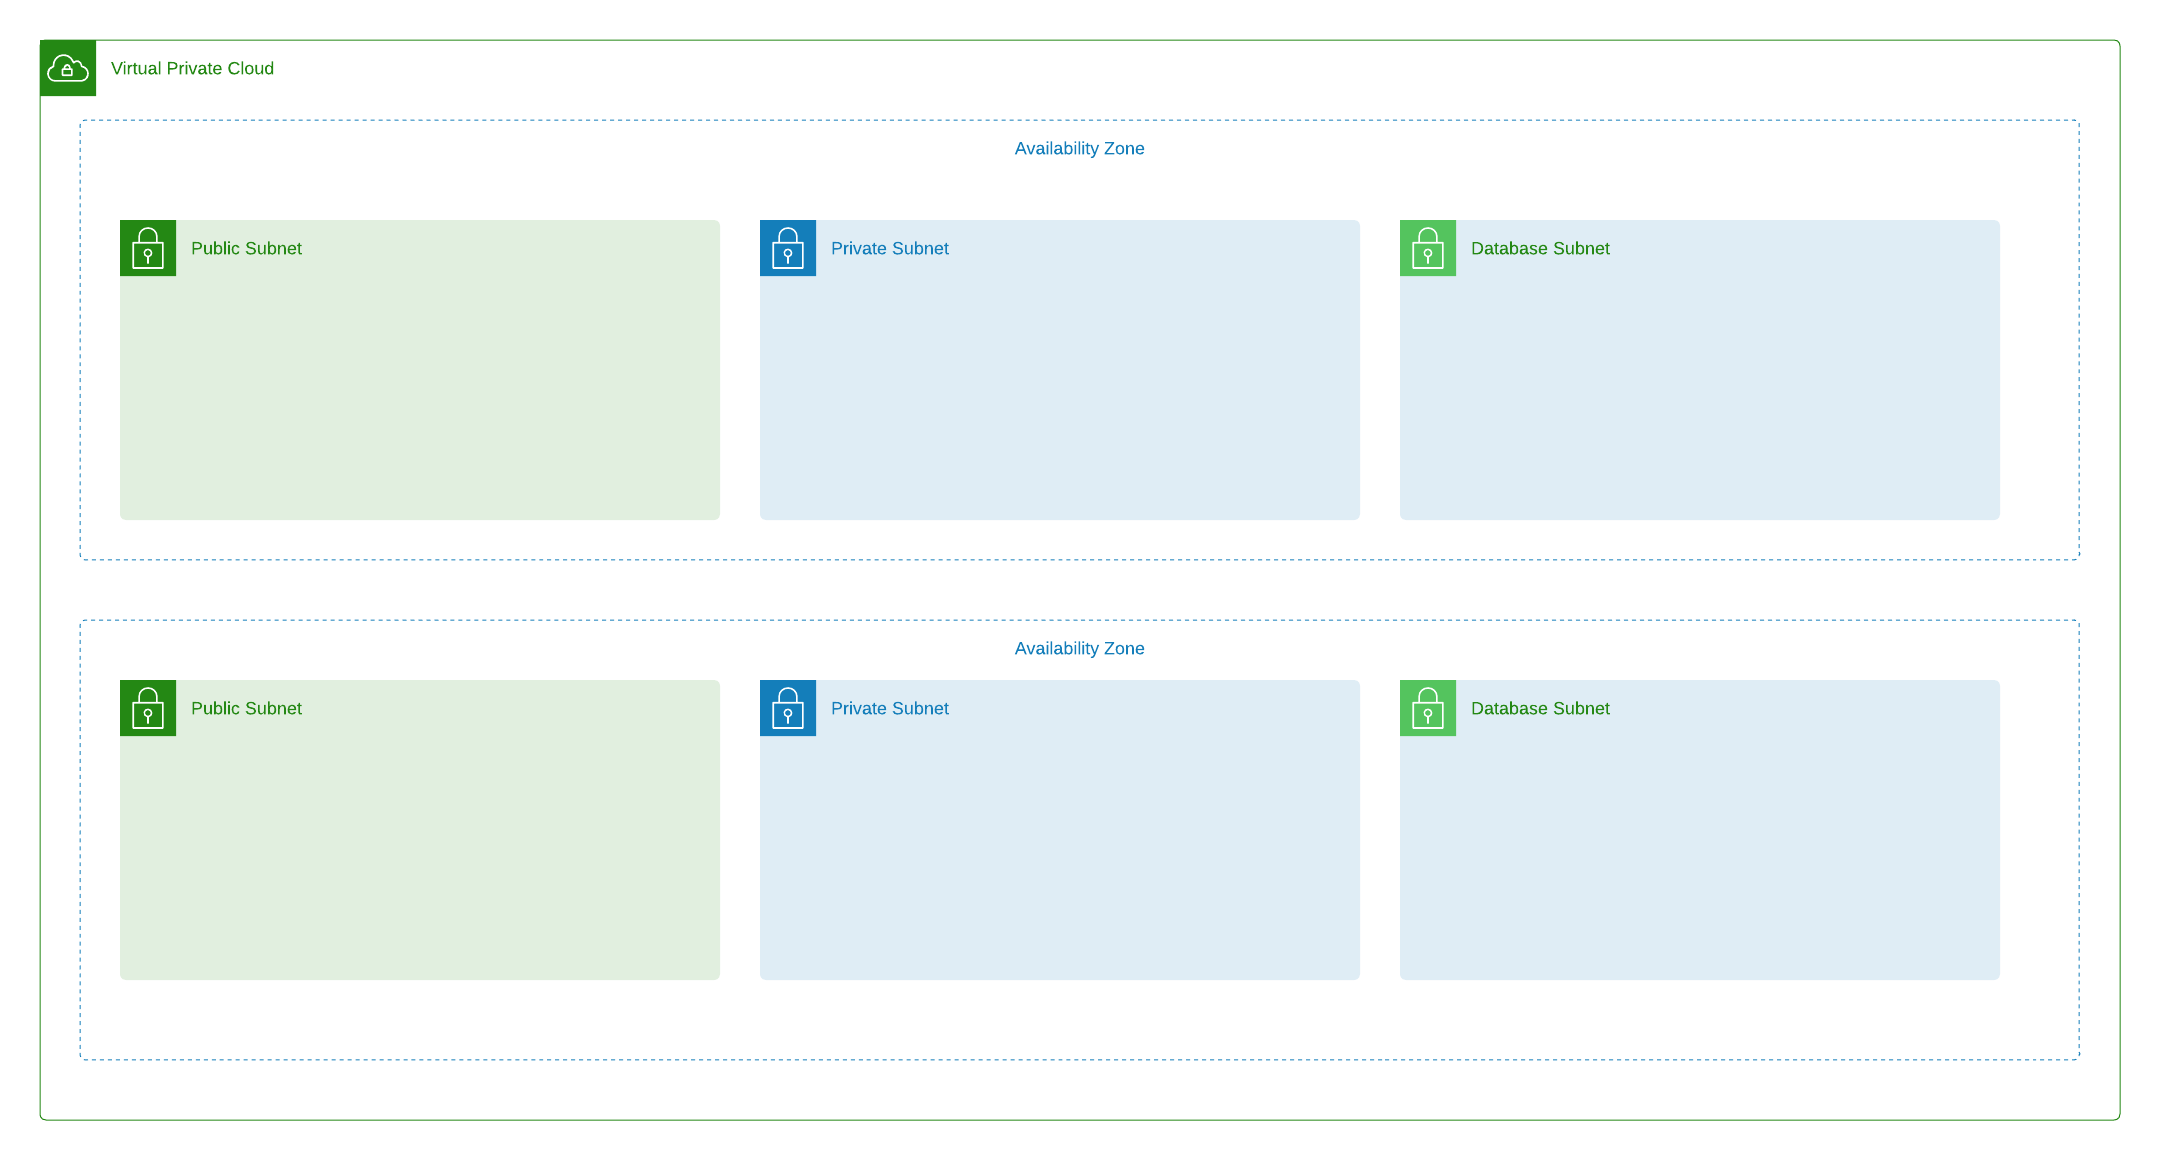 Virtual Private Cloud
Availability Zone
Public Subnet
Private Subnet
Database Subnet
Availability Zone
Public Subnet
Private Subnet
Database Subnet